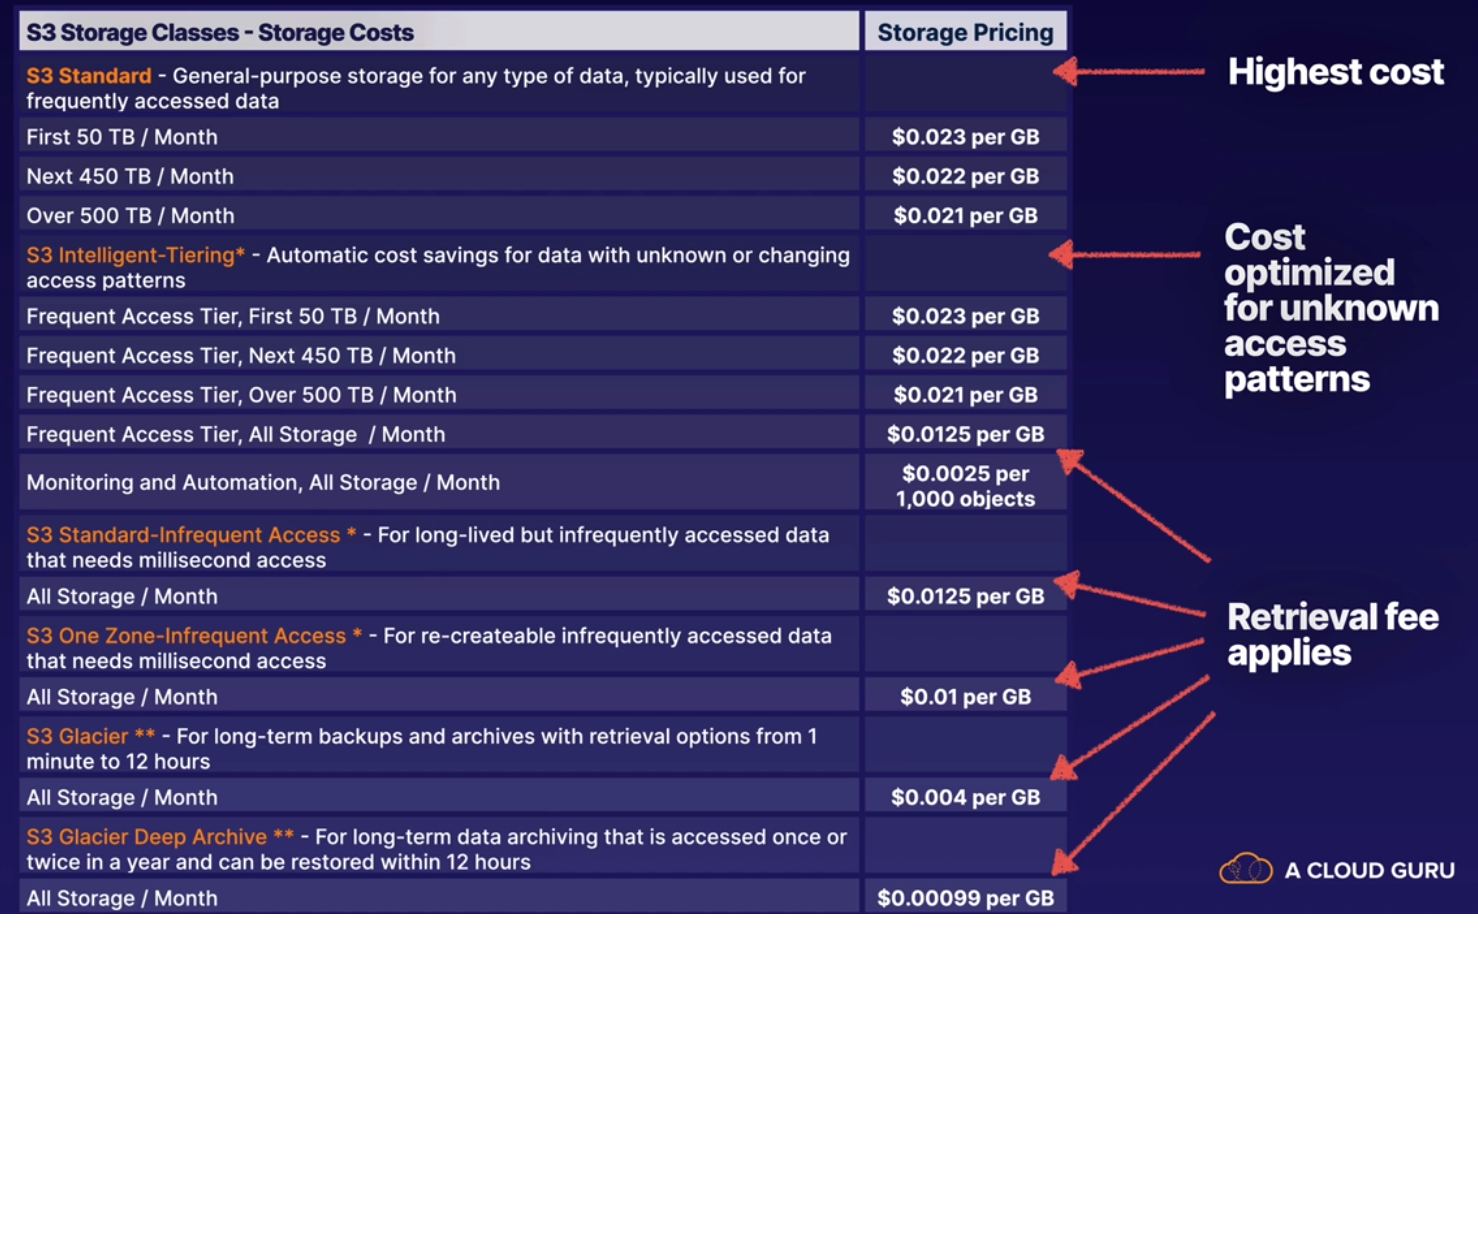 S3 Storage Classes - Storage Costs
Storage Pricing
S3 Standard - General-purpose storage for any type of data, typically used for
frequently accessed data
Highest cost
First 50 TB / Month
$0.023 per GB
Next 450 TB / Month
$0.022 per GB
Over 500 TB / Month
$0.021 per GB
S3 Intelligent-Tiering* - Automatic cost savings for data with unknown or changing
access patterns
Cost
optimized
for unknown
access
patterns
Frequent Access Tier, First 50 TB / Month
$0.023 per GB
Frequent Access Tier, Next 450 TB / Month
$0.022 per GB
Frequent Access Tier, Over 500 TB / Month
$0.021 per GB
Frequent Access Tier, All Storage / Month
$0.0125 per GB
Monitoring and Automation, All Storage / Month
$0.0025 per
1,000 objects
S3 Standard-Infrequent Access * - For long-lived but infrequently accessed data
that needs millisecond access
All Storage / Month
$0.0125 per GB
Retrieval fee
applies
S3 One Zone-Infrequent Access * - For re-createable infrequently accessed data
that needs millisecond access
All Storage / Month
$0.01 per GB
S3 Glacier ** - For long-term backups and archives with retrieval options from 1
minute to 12 hours
All Storage / Month
$0.004 per GB
S3 Glacier Deep Archive ** - For long-term data archiving that is accessed once or
twice in a year and can be restored within 12 hours
All Storage / Month
$0.00099 per GB
A CLOUD GURU